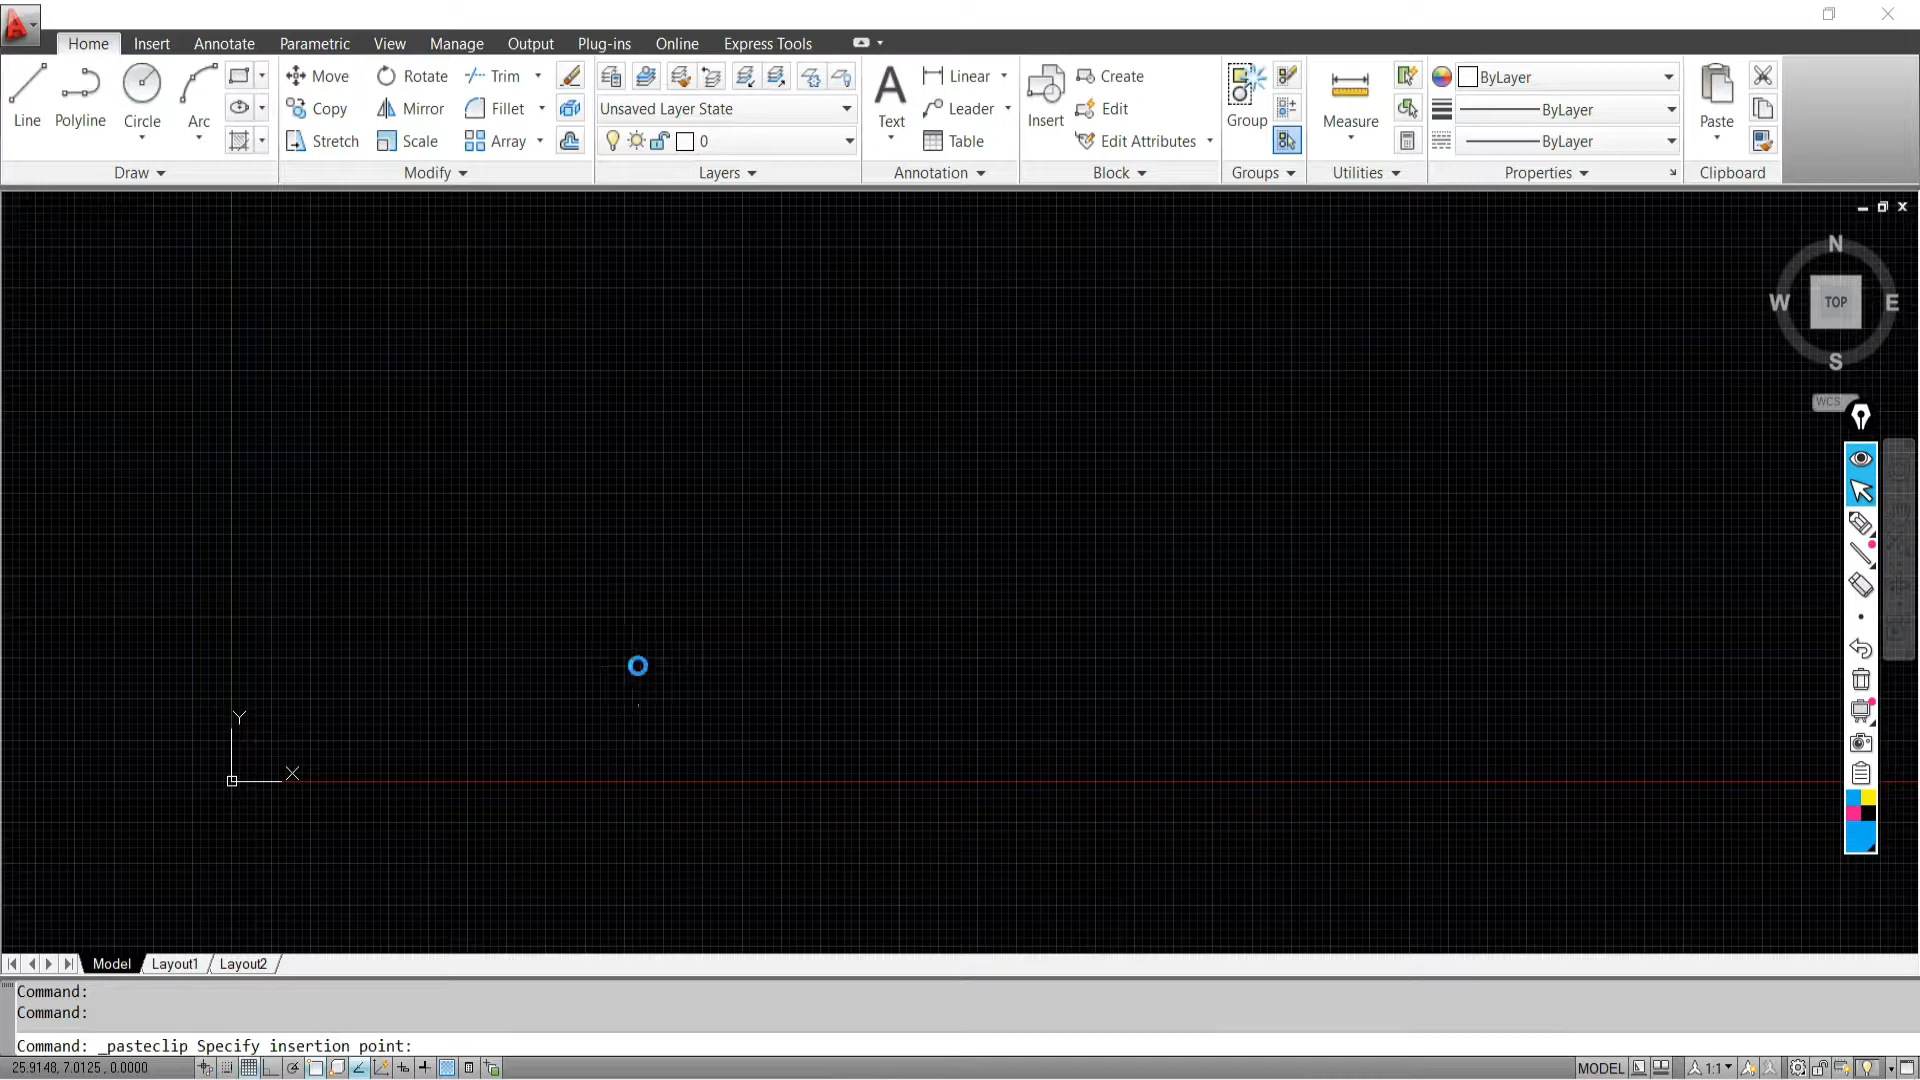 Home Insert Annotate Parametric View Manage Output Plug-ins Online Express Tools
Line Polyline Circle Arc
Move Rotate Trim
Copy Mirror Fillet
Stretch Scale Array
Unsaved Layer State
0
Text
Linear
Leader
Table
Insert
Create
Edit
Edit Attributes
Group
Measure
ByLayer
ByLayer
ByLayer
Paste
Draw Modify Layers Annotation Block Groups Utilities Properties Clipboard
N
W TOP E
S
WCS
Y
X
Model Layout1 Layout2
Command:
Command:
Command: _pasteclip Specify insertion point:
25.9148, 7.0125, 0.0000 MODEL 1:1